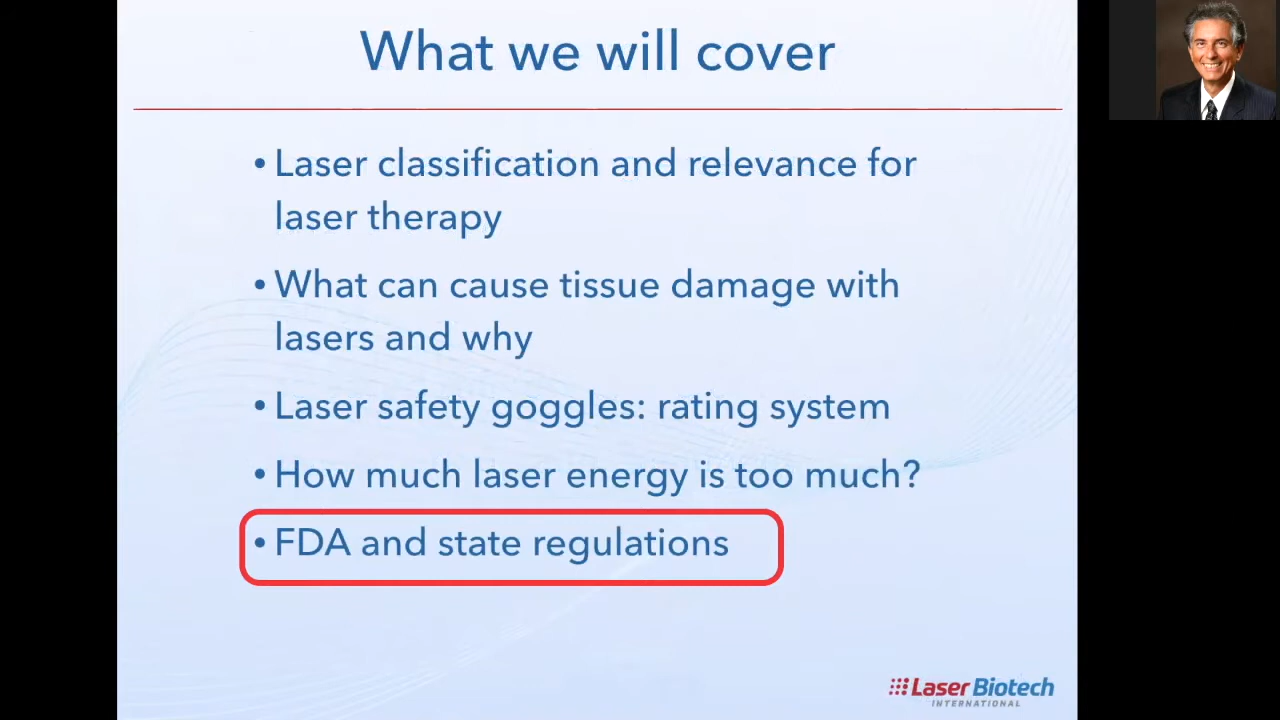 What we will cover
• Laser classification and relevance for
laser therapy
• What can cause tissue damage with
lasers and why
• Laser safety goggles: rating system
• How much laser energy is too much?
• FDA and state regulations
Laser Biotech
INTERNATIONAL